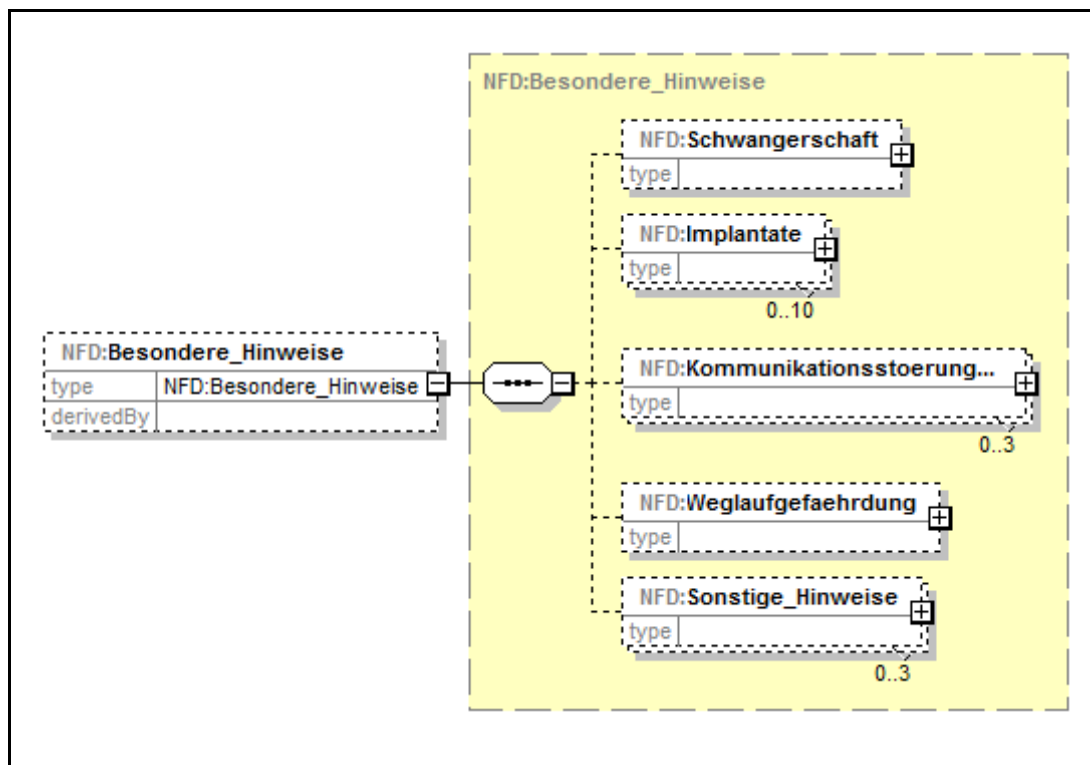 NFD:Besondere_Hinweise
NFD:Schwangerschaft
type
NFD:Implantate
type
0..10
NFD:Besondere_Hinweise
type NFD:Besondere_Hinweise
derivedBy
NFD:Kommunikationsstoerung...
type
0..3
NFD:Weglaufgefaehrdung
type
NFD:Sonstige_Hinweise
type
0..3